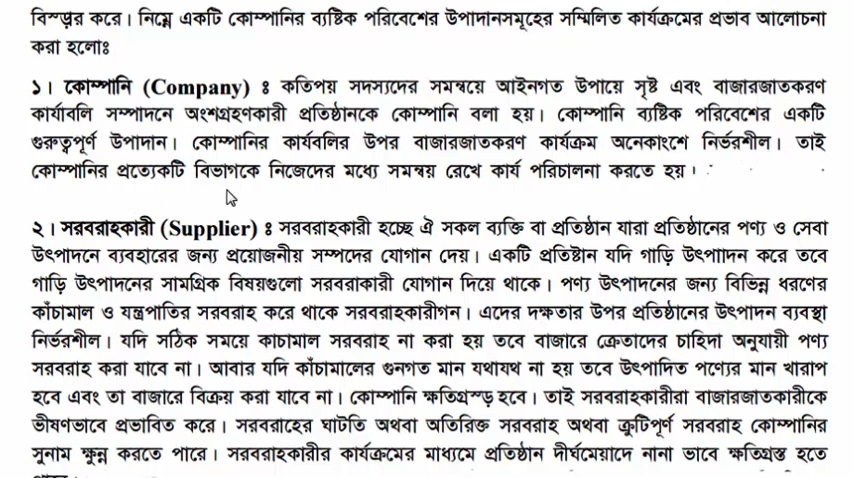 বিস্তার করে। নিম্নে একটি কোম্পানির ব্যষ্টিক পরিবেশের উপাদানসমূহের সম্মিলিত কার্যক্রমের প্রভাব আলোচনা
করা হলোঃ
১। কোম্পানি (Company) ঃ কতিপয় সদস্যদের সমন্বয়ে আইনগত উপায়ে সৃষ্ট এবং বাজারজাতকরণ
কার্যাবলি সম্পাদনে অংশগ্রহণকারী প্রতিষ্ঠানকে কোম্পানি বলা হয়। কোম্পানি ব্যষ্টিক পরিবেশের একটি
গুরুত্বপূর্ণ উপাদান। কোম্পানির কার্যবলির উপর বাজারজাতকরণ কার্যক্রম অনেকাংশে নির্ভরশীল। তাই
কোম্পানির প্রত্যেকটি বিভাগকে নিজেদের মধ্যে সমন্বয় রেখে কার্য পরিচালনা করতে হয়।
২। সরবরাহকারী (Supplier) ঃ সরবরাহকারী হচ্ছে ঐ সকল ব্যক্তি বা প্রতিষ্ঠান যারা প্রতিষ্ঠানের পণ্য ও সেবা
উৎপাদনে ব্যবহারের জন্য প্রয়োজনীয় সম্পদের যোগান দেয়। একটি প্রতিষ্টান যদি গাড়ি উৎপাাদন করে তবে
গাড়ি উৎপাদনের সামগ্রিক বিষয়গুলো সরবরাকারী যোগান দিয়ে থাকে। পণ্য উৎপাদনের জন্য বিভিন্ন ধরণের
কাঁচামাল ও যন্ত্রপাতির সরবরাহ করে থাকে সরবরাহকারীগন। এদের দক্ষতার উপর প্রতিষ্ঠানের উৎপাদন ব্যবস্থা
নির্ভরশীল। যদি সঠিক সময়ে কাচামাল সরবরাহ না করা হয় তবে বাজারে ক্রেতাদের চাহিদা অনুযায়ী পণ্য
সরবরাহ করা যাবে না। আবার যদি কাঁচামালের গুনগত মান যথাযথ না হয় তবে উৎপাদিত পণ্যের মান খারাপ
হবে এবং তা বাজারে বিক্রয় করা যাবে না। কোম্পানি ক্ষতিগ্রস্ড় হবে। তাই সরবরাহকারীরা বাজারজাতকারীকে
ভীষণভাবে প্রভাবিত করে। সরবরাহের ঘাটতি অথবা অতিরিক্ত সরবরাহ অথবা ক্রুটিপূর্ণ সরবরাহ কোম্পানির
সুনাম ক্ষুন্ন করতে পারে। সরবরাহকারীর কার্যক্রমের মাধ্যমে প্রতিষ্ঠান দীর্ঘমেয়াদে নানা ভাবে ক্ষতিগ্রস্ত হতে